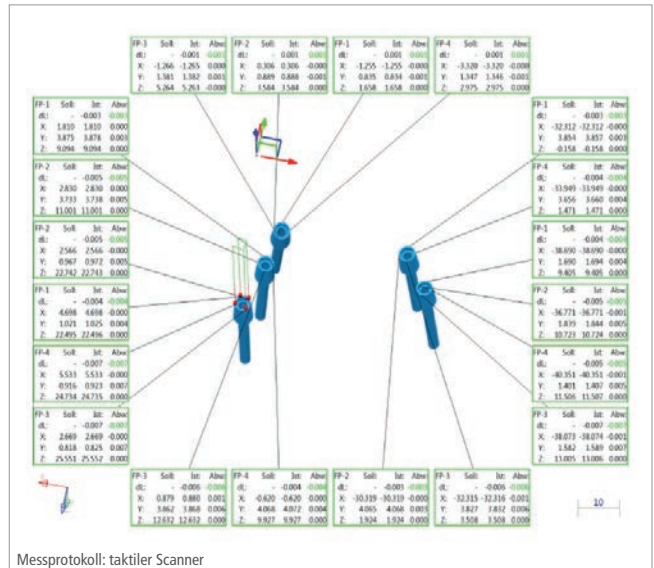 FP-3 Soll: Ist: Abw:
dL: - -0.001 -0.001
X: -1.266 -1.265 0.000
Y: 1.381 1.382 0.001
Z: 5.264 5.263 -0.000
FP-2 Soll: Ist: Abw:
dL: - 0.001 0.001
X: 0.306 0.306 -0.000
Y: 0.889 0.888 -0.001
Z: 3.584 3.584 0.000
FP-1 Soll: Ist: Abw:
dL: - 0.001 0.001
X: -1.255 -1.255 -0.000
Y: 0.835 0.834 -0.001
Z: 1.658 1.658 0.000
FP-4 Soll: Ist: Abw:
dL: - 0.001 0.001
X: -3.320 -3.320 -0.000
Y: 1.347 1.346 -0.001
Z: 2.975 2.975 0.000
FP-1 Soll: Ist: Abw:
dL: - -0.003 -0.003
X: 1.810 1.810 0.000
Y: 3.875 3.878 0.003
Z: 9.094 9.094 0.000
FP-2 Soll: Ist: Abw:
dL: - -0.005 -0.005
X: 2.830 2.830 0.000
Y: 3.733 3.738 0.005
Z: 11.001 11.001 0.000
FP-2 Soll: Ist: Abw:
dL: - -0.005 -0.005
X: 2.566 2.566 -0.000
Y: 0.967 0.972 0.005
Z: 22.742 22.743 0.000
FP-1 Soll: Ist: Abw:
dL: - -0.004 -0.004
X: 4.698 4.698 -0.000
Y: 1.021 1.025 0.004
Z: 22.495 22.496 0.000
FP-4 Soll: Ist: Abw:
dL: - -0.007 -0.007
X: 5.533 5.533 -0.000
Y: 0.916 0.923 0.007
Z: 24.734 24.735 0.000
FP-3 Soll: Ist: Abw:
dL: - -0.007 -0.007
X: 2.669 2.669 -0.000
Y: 0.818 0.825 0.007
Z: 25.551 25.552 0.000
FP-1 Soll: Ist: Abw:
dL: - -0.003 -0.003
X: -32.312 -32.312 -0.000
Y: 3.854 3.857 0.003
Z: -0.158 -0.158 0.000
FP-1 Soll: Ist: Abw:
dL: - -0.004 -0.004
X: -33.949 -33.949 -0.000
Y: 3.656 3.660 0.004
Z: 1.471 1.471 0.000
FP-1 Soll: Ist: Abw:
dL: - -0.004 -0.004
X: -38.690 -38.690 -0.000
Y: 1.690 1.694 0.004
Z: 9.405 9.405 0.000
FP-2 Soll: Ist: Abw:
dL: - -0.005 -0.005
X: -36.771 -36.771 -0.001
Y: 1.839 1.844 0.005
Z: 10.723 10.724 0.000
FP-4 Soll: Ist: Abw:
dL: - -0.005 -0.005
X: -40.351 -40.351 -0.001
Y: 1.401 1.407 0.005
Z: 11.506 11.507 0.000
FP-3 Soll: Ist: Abw:
dL: - -0.007 -0.007
X: -38.073 -38.074 -0.001
Y: 1.582 1.589 0.007
Z: 13.005 13.006 0.000
FP-3 Soll: Ist: Abw:
dL: - -0.006 -0.006
X: 0.879 0.880 0.001
Y: 3.862 3.868 0.006
Z: 12.632 12.632 0.000
FP-4 Soll: Ist: Abw:
dL: - -0.004 -0.004
X: -0.620 -0.620 0.000
Y: 4.068 4.072 0.004
Z: 9.927 9.927 0.000
FP-2 Soll: Ist: Abw:
dL: - -0.003 -0.003
X: -30.319 -30.319 -0.000
Y: 4.065 4.068 0.003
Z: 1.924 1.924 0.000
FP-3 Soll: Ist: Abw:
dL: - -0.006 -0.006
X: -32.315 -32.316 -0.001
Y: 3.827 3.832 0.006
Z: 3.508 3.508 0.000
10
Messprotokoll: taktiler Scanner